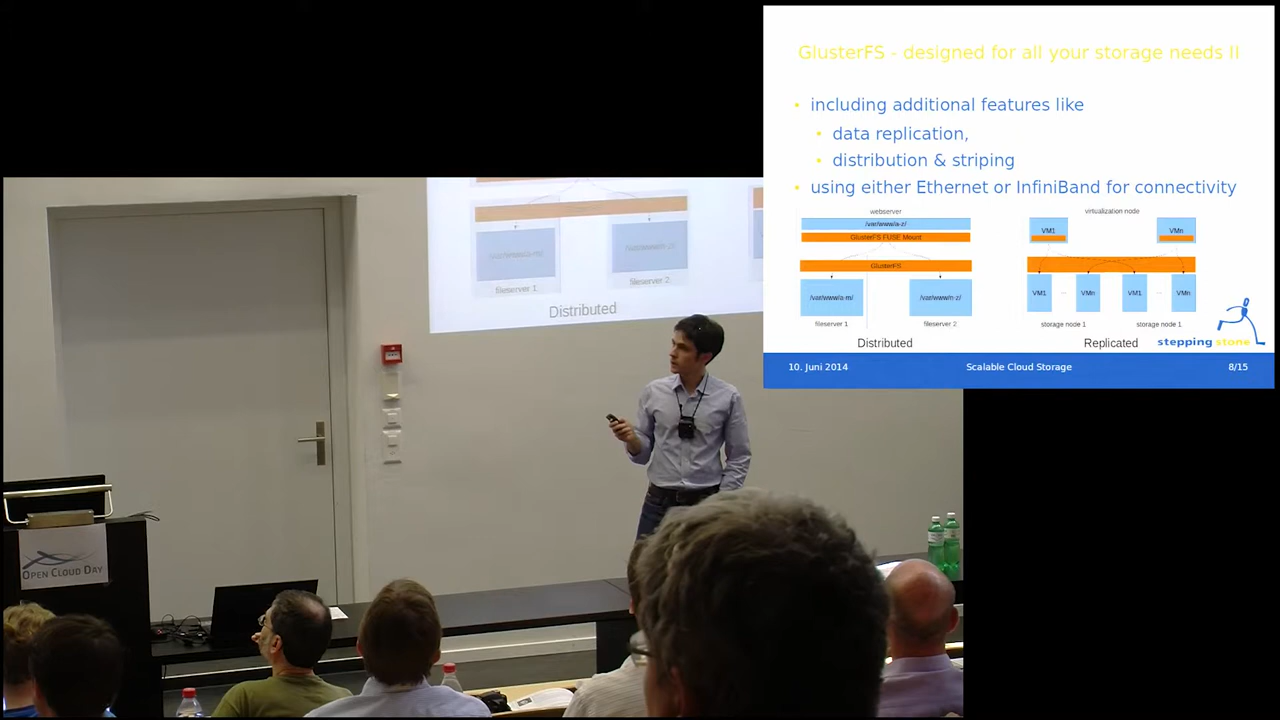 GlusterFS - designed for all your storage needs II
including additional features like
data replication,
distribution & striping
using either Ethernet or InfiniBand for connectivity
webserver
/var/www/a-z/
GlusterFS FUSE Mount
GlusterFS
/var/www/a-m/
/var/www/n-z/
fileserver 1
fileserver 2
Distributed
virtualization node
VM1
VMn
VM1
...
VMn
VM1
...
VMn
storage node 1
storage node 1
Replicated
stepping stone
10. Juni 2014
Scalable Cloud Storage
8/15
fileserver 1
fileserver 2
Distributed
OPEN CLOUD DAY